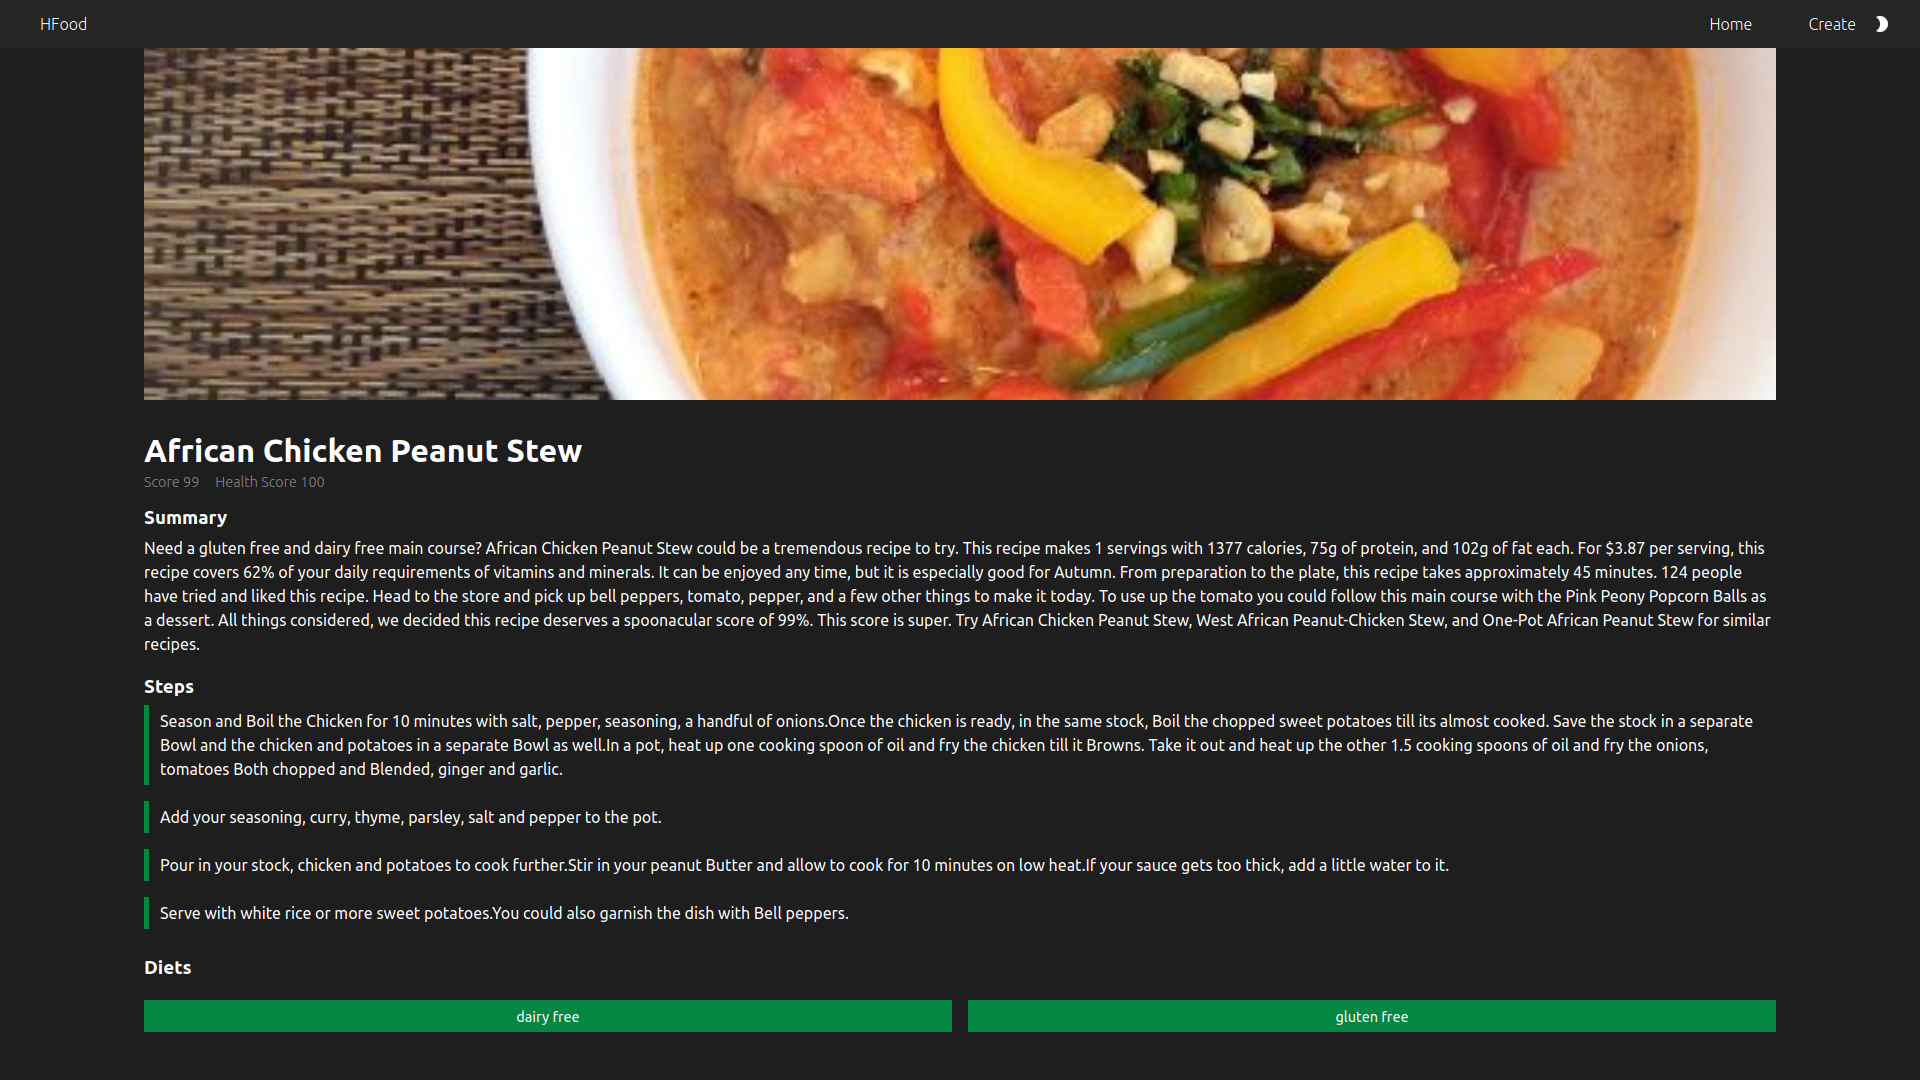 HFood
Home
Create
African Chicken Peanut Stew
Score 99 Health Score 100
Summary
Need a gluten free and dairy free main course? African Chicken Peanut Stew could be a tremendous recipe to try. This recipe makes 1 servings with 1377 calories, 75g of protein, and 102g of fat each. For $3.87 per serving, this
recipe covers 62% of your daily requirements of vitamins and minerals. It can be enjoyed any time, but it is especially good for Autumn. From preparation to the plate, this recipe takes approximately 45 minutes. 124 people
have tried and liked this recipe. Head to the store and pick up bell peppers, tomato, pepper, and a few other things to make it today. To use up the tomato you could follow this main course with the Pink Peony Popcorn Balls as
a dessert. All things considered, we decided this recipe deserves a spoonacular score of 99%. This score is super. Try African Chicken Peanut Stew, West African Peanut-Chicken Stew, and One-Pot African Peanut Stew for similar
recipes.
Steps
Season and Boil the Chicken for 10 minutes with salt, pepper, seasoning, a handful of onions.Once the chicken is ready, in the same stock, Boil the chopped sweet potatoes till its almost cooked. Save the stock in a separate
Bowl and the chicken and potatoes in a separate Bowl as well.In a pot, heat up one cooking spoon of oil and fry the chicken till it Browns. Take it out and heat up the other 1.5 cooking spoons of oil and fry the onions,
tomatoes Both chopped and Blended, ginger and garlic.
Add your seasoning, curry, thyme, parsley, salt and pepper to the pot.
Pour in your stock, chicken and potatoes to cook further.Stir in your peanut Butter and allow to cook for 10 minutes on low heat.If your sauce gets too thick, add a little water to it.
Serve with white rice or more sweet potatoes.You could also garnish the dish with Bell peppers.
Diets
dairy free
gluten free